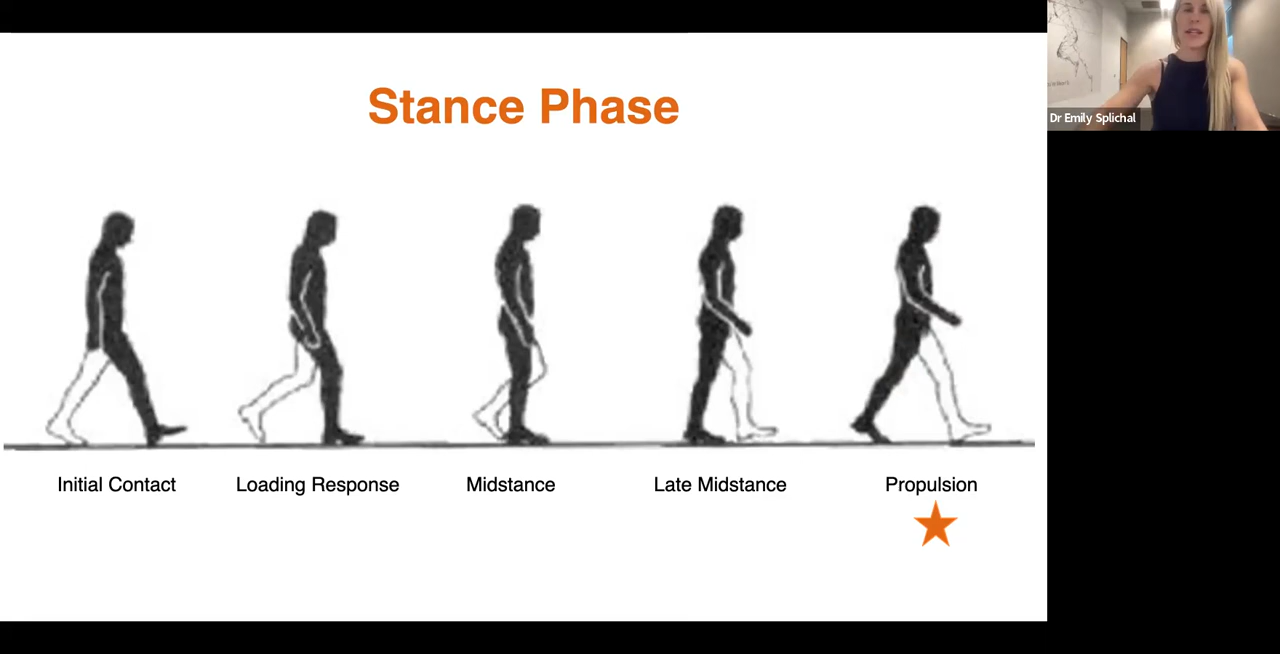 Stance Phase
Dr Emily Splichal
Initial Contact
Loading Response
Midstance
Late Midstance
Propulsion